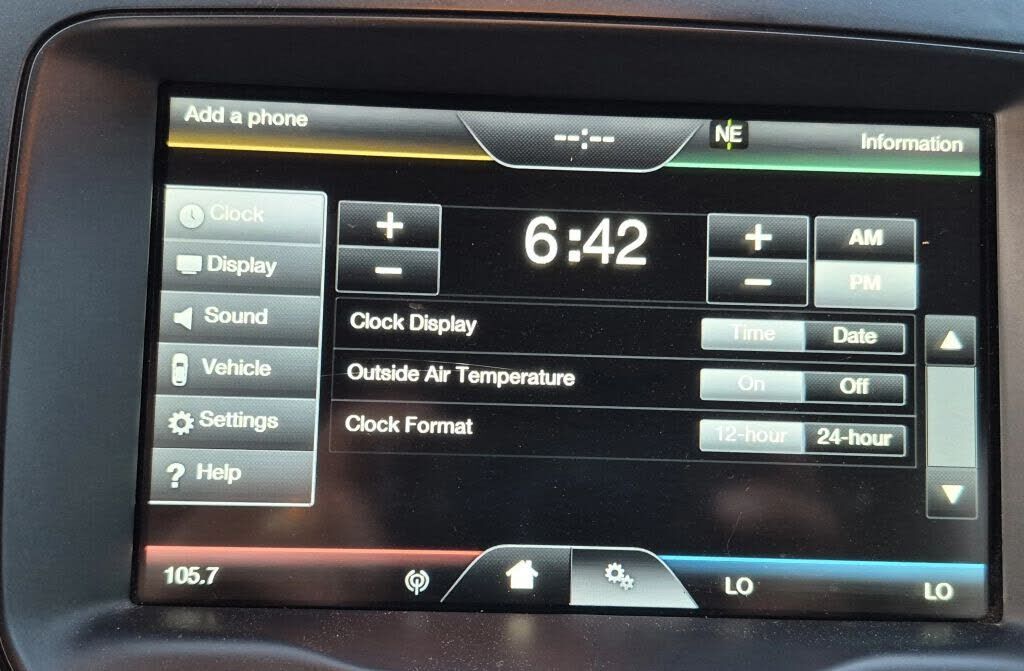 Add a phone
--:--
NE
Information
Clock
Display
Sound
Vehicle
Settings
? Help
+
-
6:42
+
-
AM
PM
Clock Display
Time Date
Outside Air Temperature
On Off
Clock Format
12-hour 24-hour
105.7
LO
LO